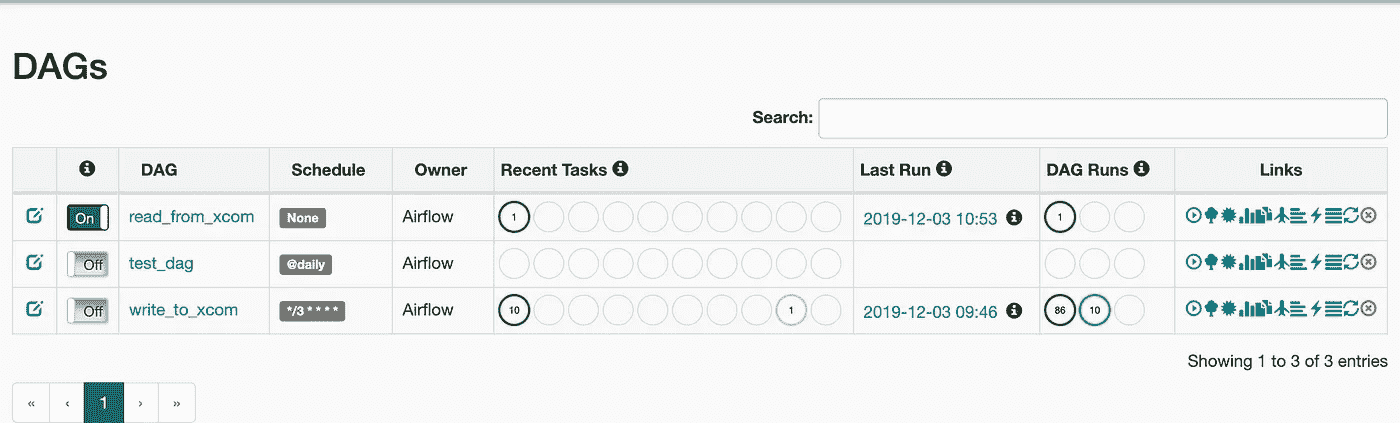 DAGs
Search:
DAG Schedule Owner Recent Tasks Last Run DAG Runs Links
On read_from_xcom None Airflow 1 2019-12-03 10:53 1
Off test_dag @daily Airflow
Off write_to_xcom */3 * * * * Airflow 10 1 2019-12-03 09:46 86 10
Showing 1 to 3 of 3 entries
« ‹ 1 › »